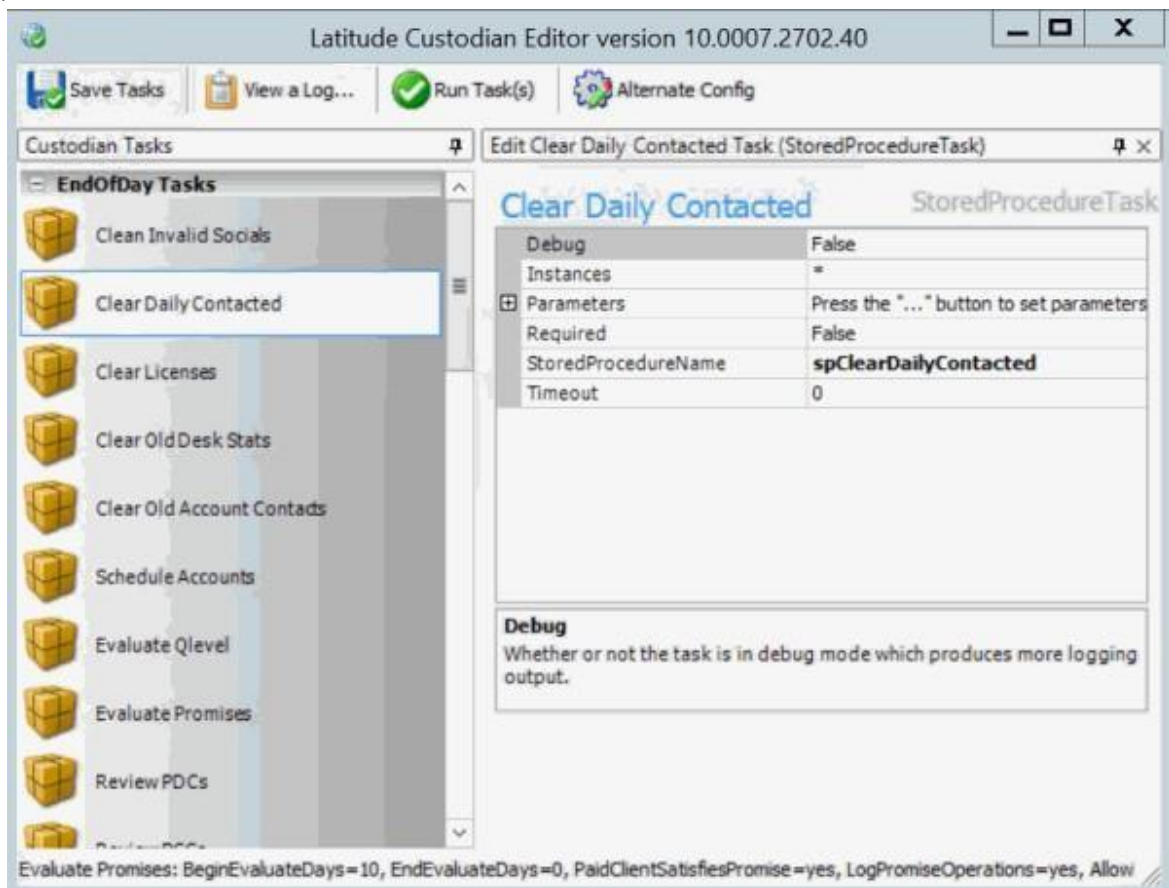 Latitude Custodian Editor version 10.0007.2702.40
Save Tasks View a Log... Run Task(s) Alternate Config
Custodian Tasks
EndOfDay Tasks
Clean Invalid Socials
Clear Daily Contacted
Clear Licenses
Clear Old Desk Stats
Clear Old Account Contacts
Schedule Accounts
Evaluate Qlevel
Evaluate Promises
Review PDCs
Edit Clear Daily Contacted Task (StoredProcedureTask)
Clear Daily Contacted StoredProcedureTask
Debug False
Instances *
Parameters Press the "..." button to set parameters
Required False
StoredProcedureName spClearDailyContacted
Timeout 0
Debug
Whether or not the task is in debug mode which produces more logging
output.
Evaluate Promises: BeginEvaluateDays=10, EndEvaluateDays=0, PaidClientSatisfiesPromise=yes, LogPromiseOperations=yes, Allow